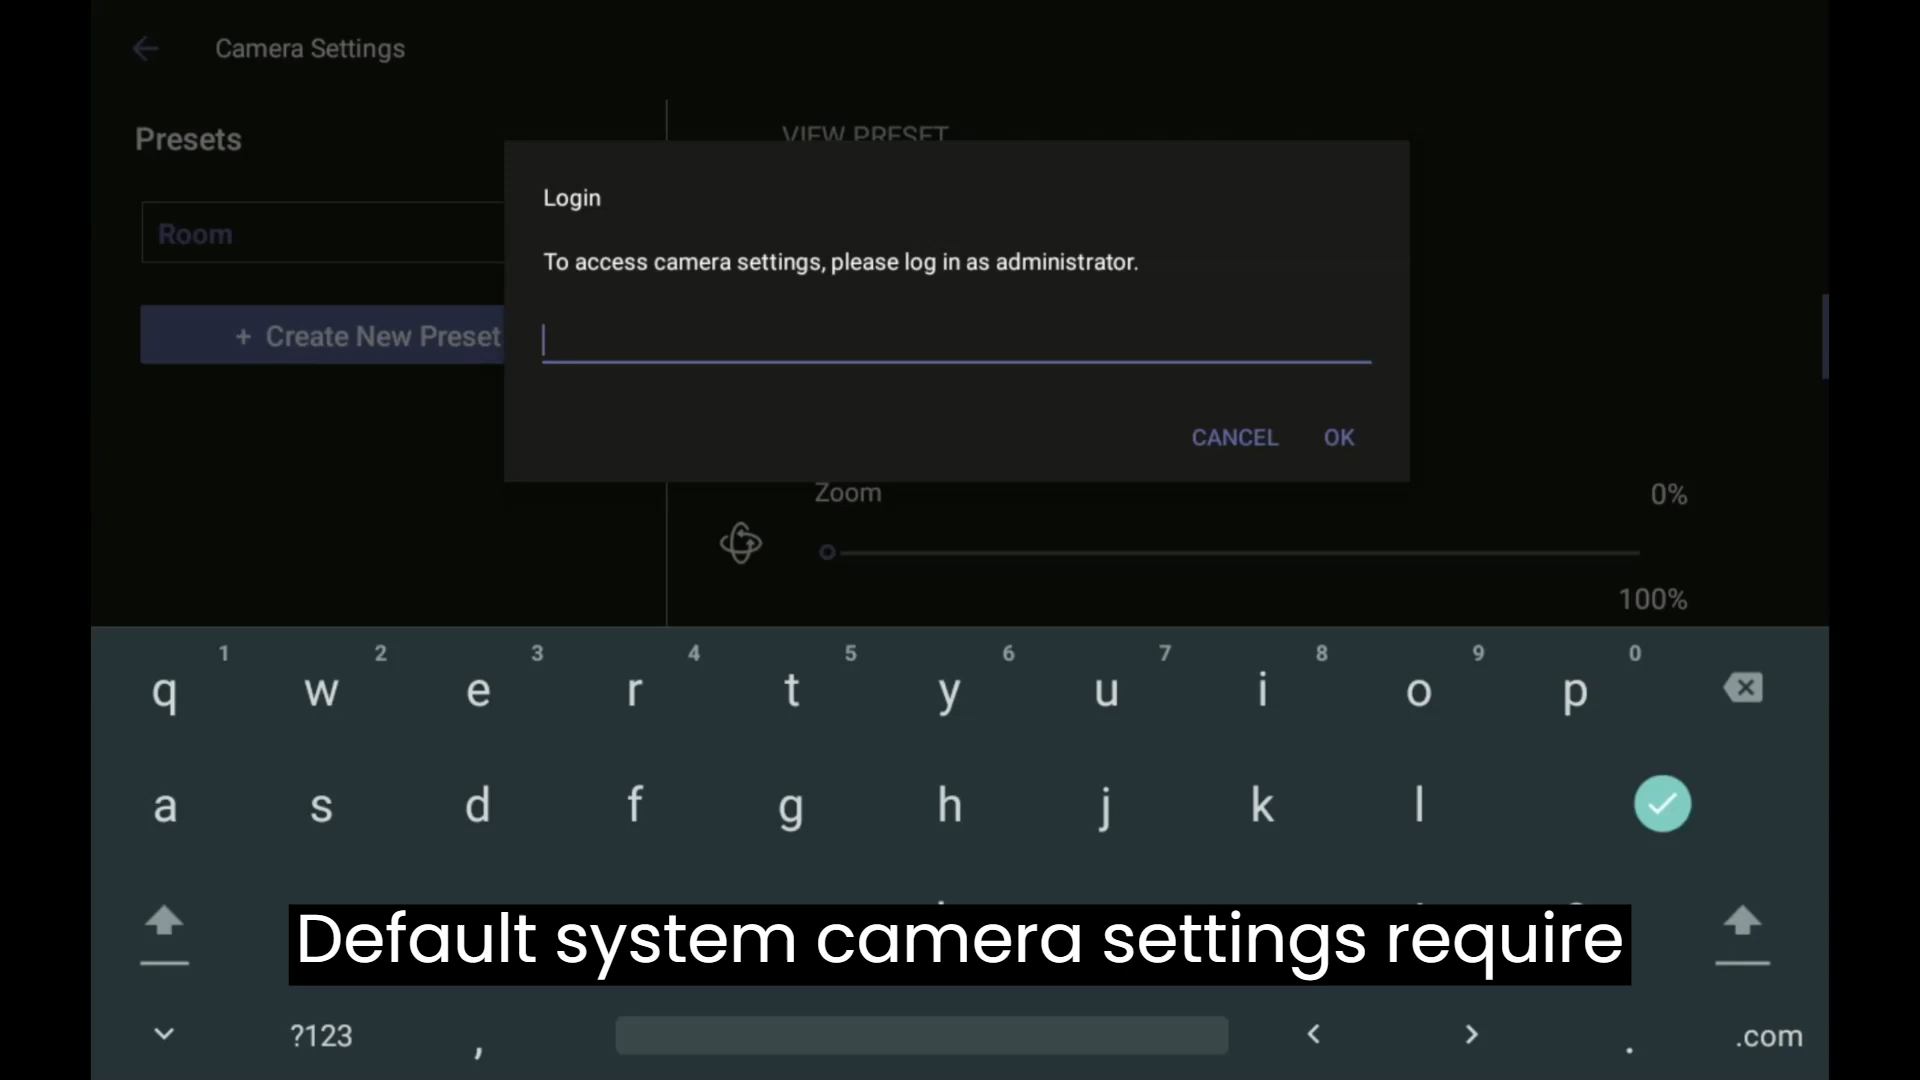 Camera Settings
Presets
VIEW PRESET
Room
+ Create New Preset
Login
To access camera settings, please log in as administrator.
CANCEL OK
Zoom 0%
100%
1 2 3 4 5 6 7 8 9 0
q w e r t y u i o p
a s d f g h j k l
Default system camera settings require
?123 , < > . .com